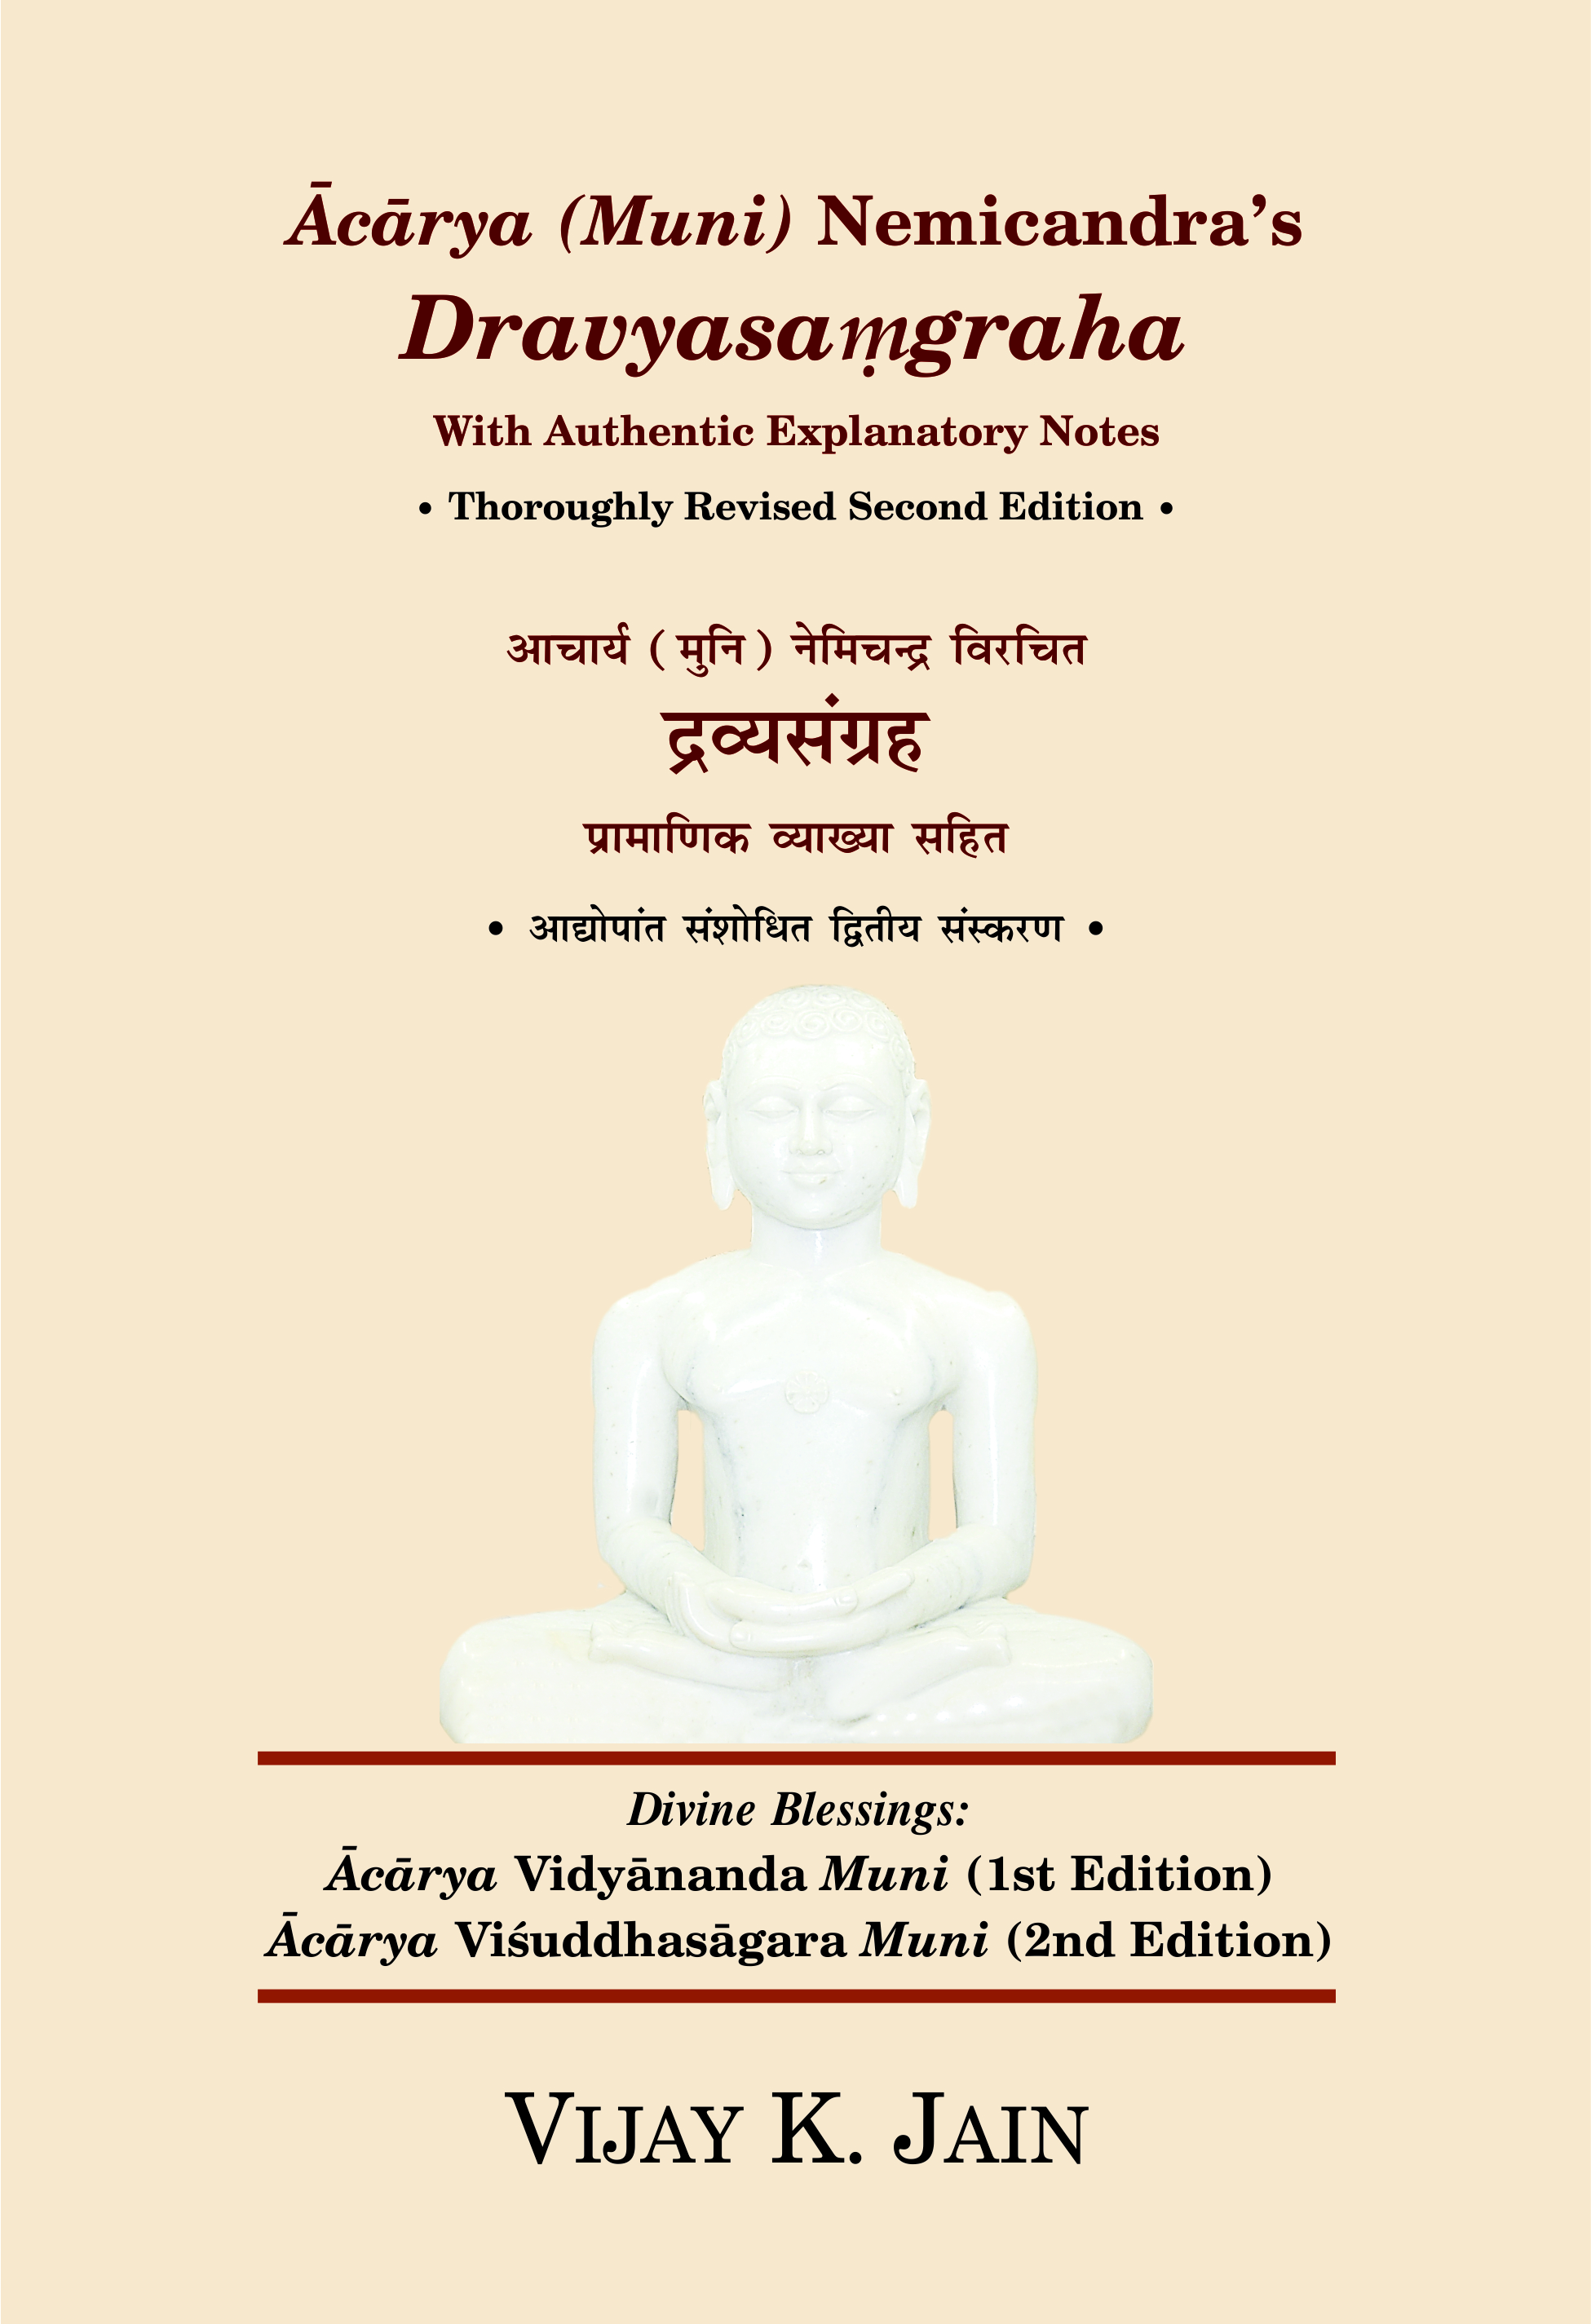 Ācārya (Muni) Nemicandra’s
Dravyasaṃgraha
With Authentic Explanatory Notes
• Thoroughly Revised Second Edition •
आचार्य ( मुनि ) नेमिचन्द्र विरचित
द्रव्यसंग्रह
प्रामाणिक व्याख्या सहित
• आद्योपांत संशोधित द्वितीय संस्करण •
Divine Blessings:
Ācārya Vidyānanda Muni (1st Edition)
Ācārya Viśuddhasāgara Muni (2nd Edition)
VIJAY K. JAIN